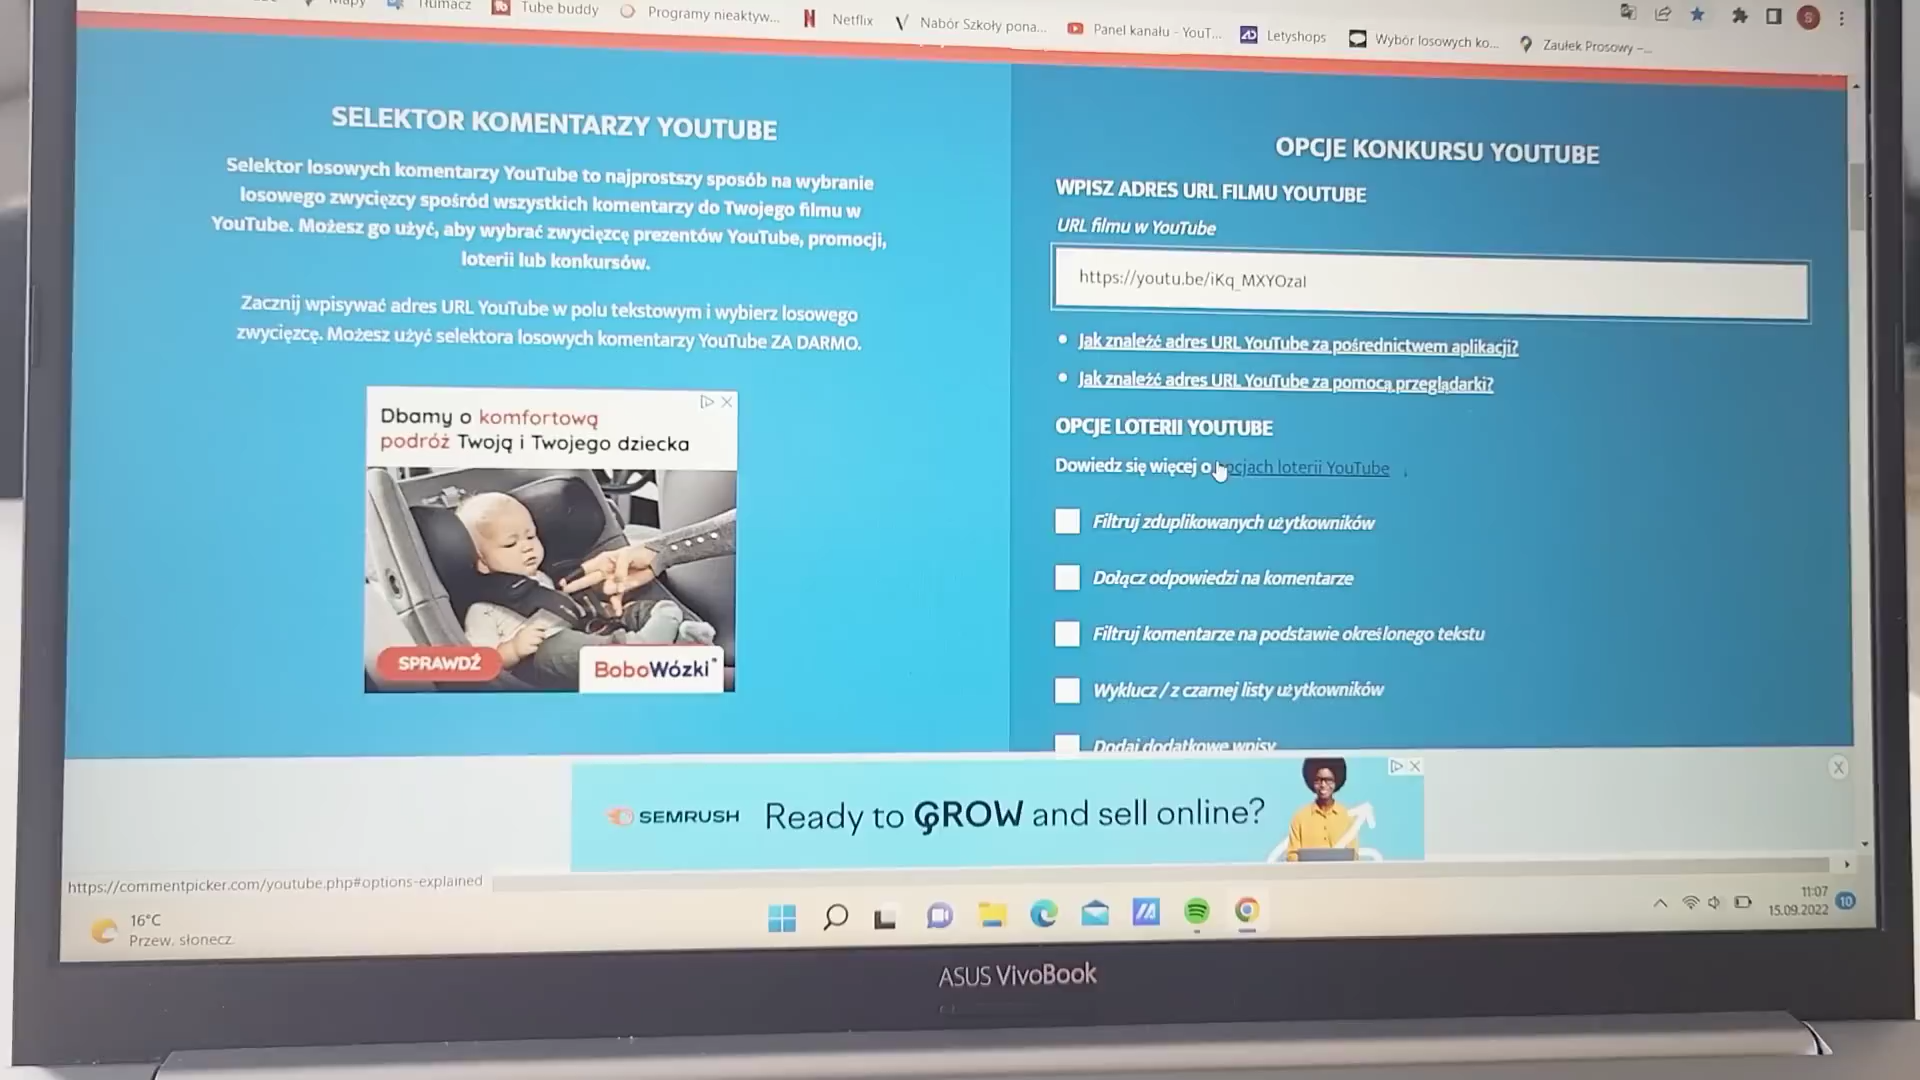 Mapy
Tłumacz
Tube buddy
Programy nieaktyw...
Netflix
Nabór Szkoły pona...
Panel kanału - YouT...
Letyshops
Wybór losowych ko...
Zaułek Prosowy –...
S
SELEKTOR KOMENTARZY YOUTUBE
Selektor losowych komentarzy YouTube to najprostszy sposób na wybranie
losowego zwycięzcy spośród wszystkich komentarzy do Twojego filmu w
YouTube. Możesz go użyć, aby wybrać zwycięzcę prezentów YouTube, promocji,
loterii lub konkursów.
Zacznij wpisywać adres URL YouTube w polu tekstowym i wybierz losowego
zwycięzcę. Możesz użyć selektora losowych komentarzy YouTube ZA DARMO.
Dbamy o komfortową
podróż Twoją i Twojego dziecka
SPRAWDŹ
BoboWózki
OPCJE KONKURSU YOUTUBE
WPISZ ADRES URL FILMU YOUTUBE
URL filmu w YouTube
https://youtu.be/iKq_MXYOzaI
Jak znaleźć adres URL YouTube za pośrednictwem aplikacji?
Jak znaleźć adres URL YouTube za pomocą przeglądarki?
OPCJE LOTERII YOUTUBE
Dowiedz się więcej o opcjach loterii YouTube
Filtruj zduplikowanych użytkowników
Dołącz odpowiedzi na komentarze
Filtruj komentarze na podstawie określonego tekstu
Wyklucz / z czarnej listy użytkowników
Dodaj dodatkowe wpisy
SEMRUSH Ready to GROW and sell online?
https://commentpicker.com/youtube.php#options-explained
16°C
Przew. słonecz.
11:07
15.09.2022
10
ASUS VivoBook